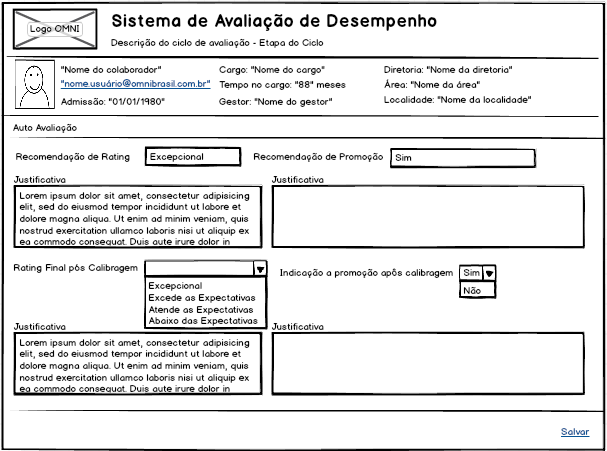 Logo OMNI
Sistema de Avaliação de Desempenho
Descrição do ciclo de avaliação - Etapa do Ciclo
"Nome do colaborador" Cargo: "Nome do cargo" Diretoria: "Nome da diretoria"
"nome.usuário@omnibrasil.com.br" Tempo no cargo: "88" meses Área: "Nome da área"
Admissão: "01/01/1980" Gestor: "Nome do gestor" Localidade: "Nome da localidade"
Auto Avaliação
Recomendação de Rating Excepcional Recomendação de Promoção Sim
Justificativa Justificativa
Lorem ipsum dolor sit amet, consectetur adipisicing
elit, sed do eiusmod tempor incididunt ut labore et
dolore magna aliqua. Ut enim ad minim veniam, quis
nostrud exercitation ullamco laboris nisi ut aliquip ex
ea commodo consequat. Duis aute irure dolor in
Rating Final pós Calibragem Indicação a promoção apôs calibragem Sim
Excepcional Não
Excede as Expectativas
Atende as Expectativas
Abaixo das Expectativas
Justificativa Justificativa
Lorem ipsum dolor sit amet, consectetur adipisicing
elit, sed do eiusmod tempor incididunt ut labore et
dolore magna aliqua. Ut enim ad minim veniam, quis
nostrud exercitation ullamco laboris nisi ut aliquip ex
ea commodo consequat. Duis aute irure dolor in
Salvar